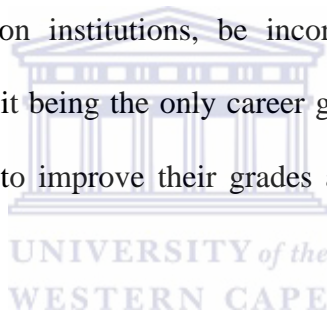 on institutions, be incor
it being the only career g
to improve their grades a
UNIVERSITY of the
WESTERN CAPE